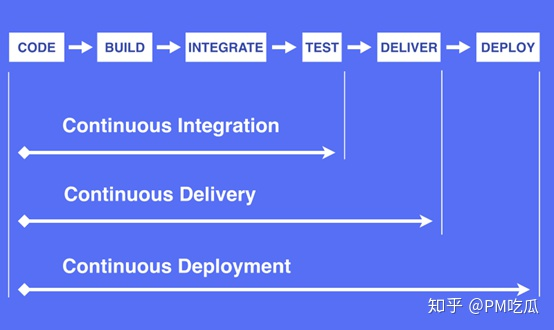 CODE BUILD INTEGRATE TEST DELIVER DEPLOY
Continuous Integration
Continuous Delivery
Continuous Deployment
知乎 @PM吃瓜